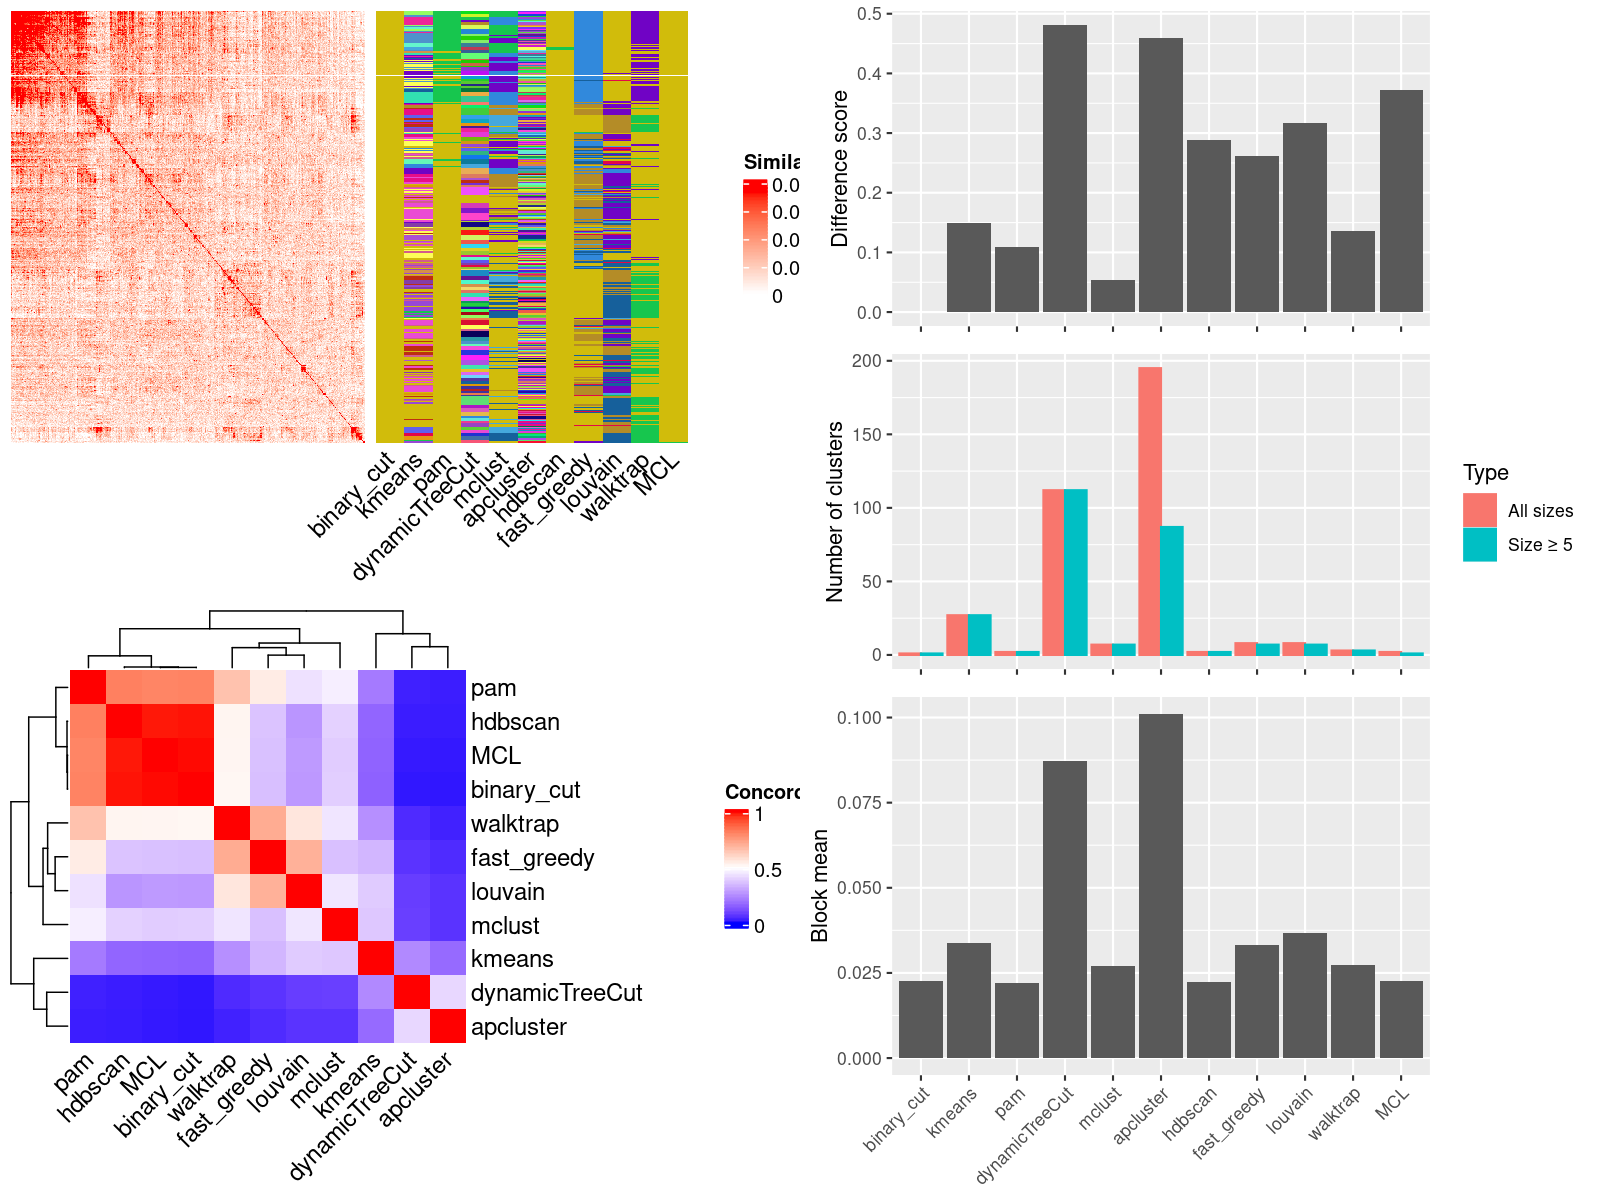 Simila
0.0
0.0
0.0
0.0
0
binary_cut
kmeans
pam
dynamicTreeCut
mclust
apcluster
hdbscan
fast_greedy
louvain
walktrap
MCL
pam
hdbscan
MCL
binary_cut
walktrap
fast_greedy
louvain
mclust
kmeans
dynamicTreeCut
apcluster
pam
hdbscan
MCL
binary_cut
walktrap
fast_greedy
louvain
mclust
kmeans
dynamicTreeCut
apcluster
Concord
1
0.5
0
Difference score
0.5
0.4
0.3
0.2
0.1
0.0
Number of clusters
200
150
100
50
0
Type
All sizes
Size ≥ 5
Block mean
0.100
0.075
0.050
0.025
0.000
binary_cut
kmeans
pam
dynamicTreeCut
mclust
apcluster
hdbscan
fast_greedy
louvain
walktrap
MCL